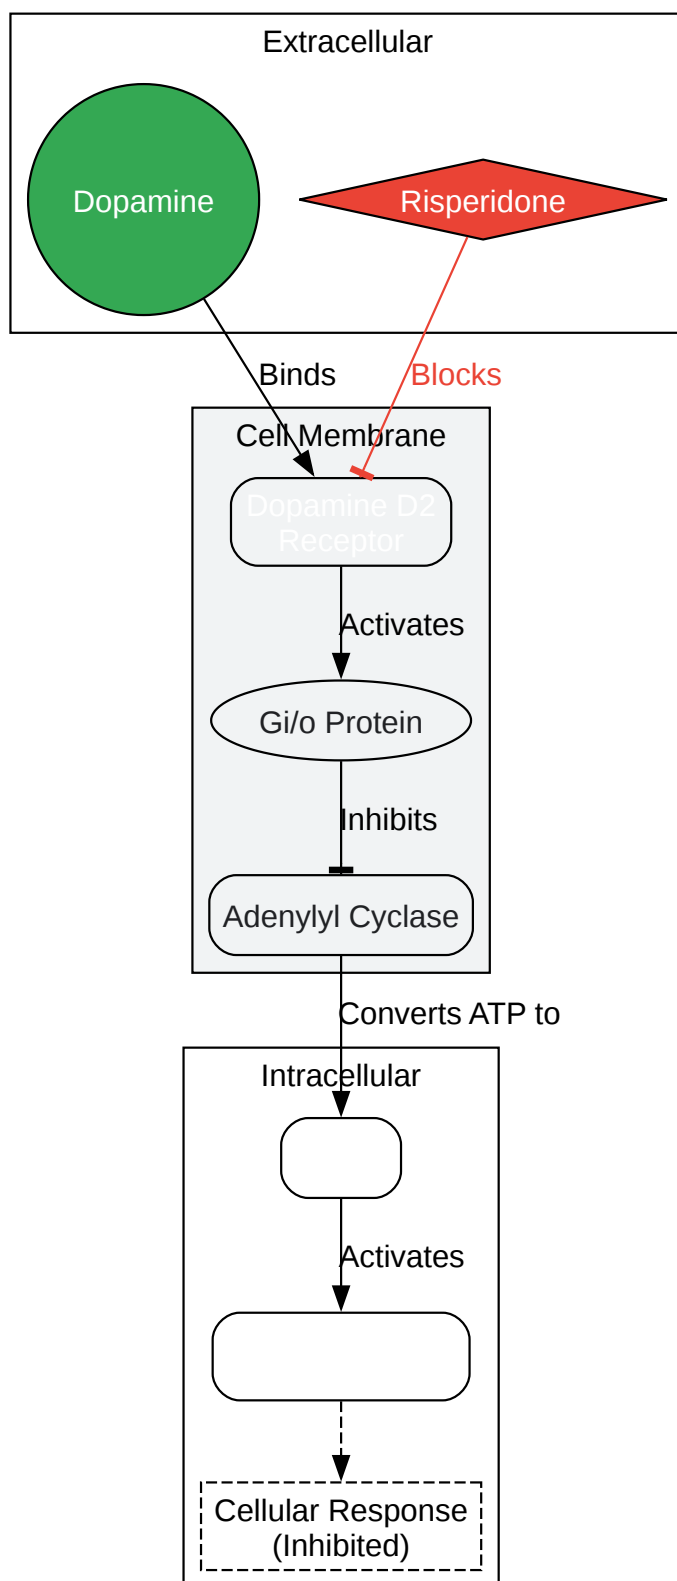 Extracellular
Dopamine
Risperidone
Binds
Blocks
Cell Membrane
Dopamine D2
Receptor
Activates
Gi/o Protein
Inhibits
Adenylyl Cyclase
Converts ATP to
Intracellular
Activates
Cellular Response
(Inhibited)